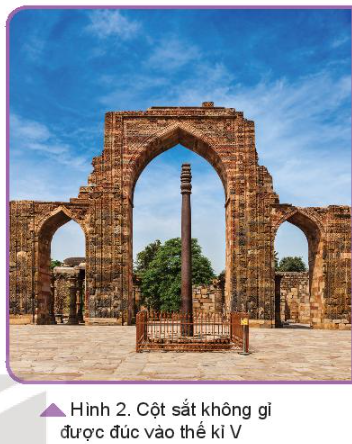 Hình 2. Cột sắt không gỉ
được đúc vào thế kỉ V